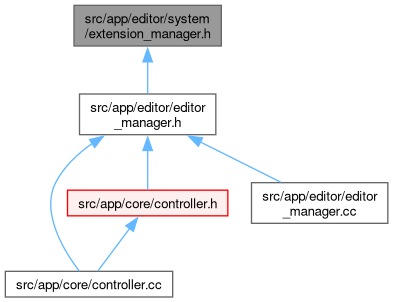 src/app/editor/system
/extension_manager.h
src/app/editor/editor
_manager.h
src/app/core/controller.h
src/app/editor/editor
_manager.cc
src/app/core/controller.cc